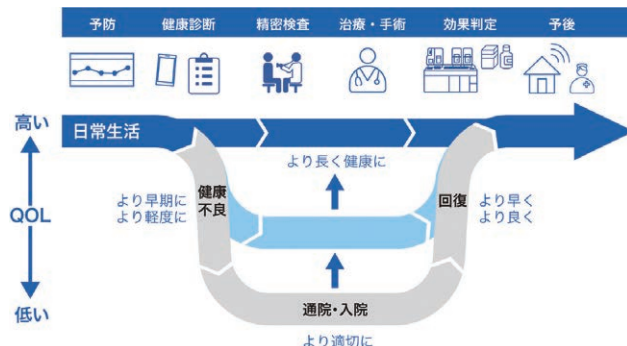 予防 健康診断 精密検査 治療・手術 効果判定 予後
高い
日常生活
より長く健康に
より早期に
より軽度に
健康
不良
回復
より早く
より良く
QOL
低い
通院・入院
より適切に